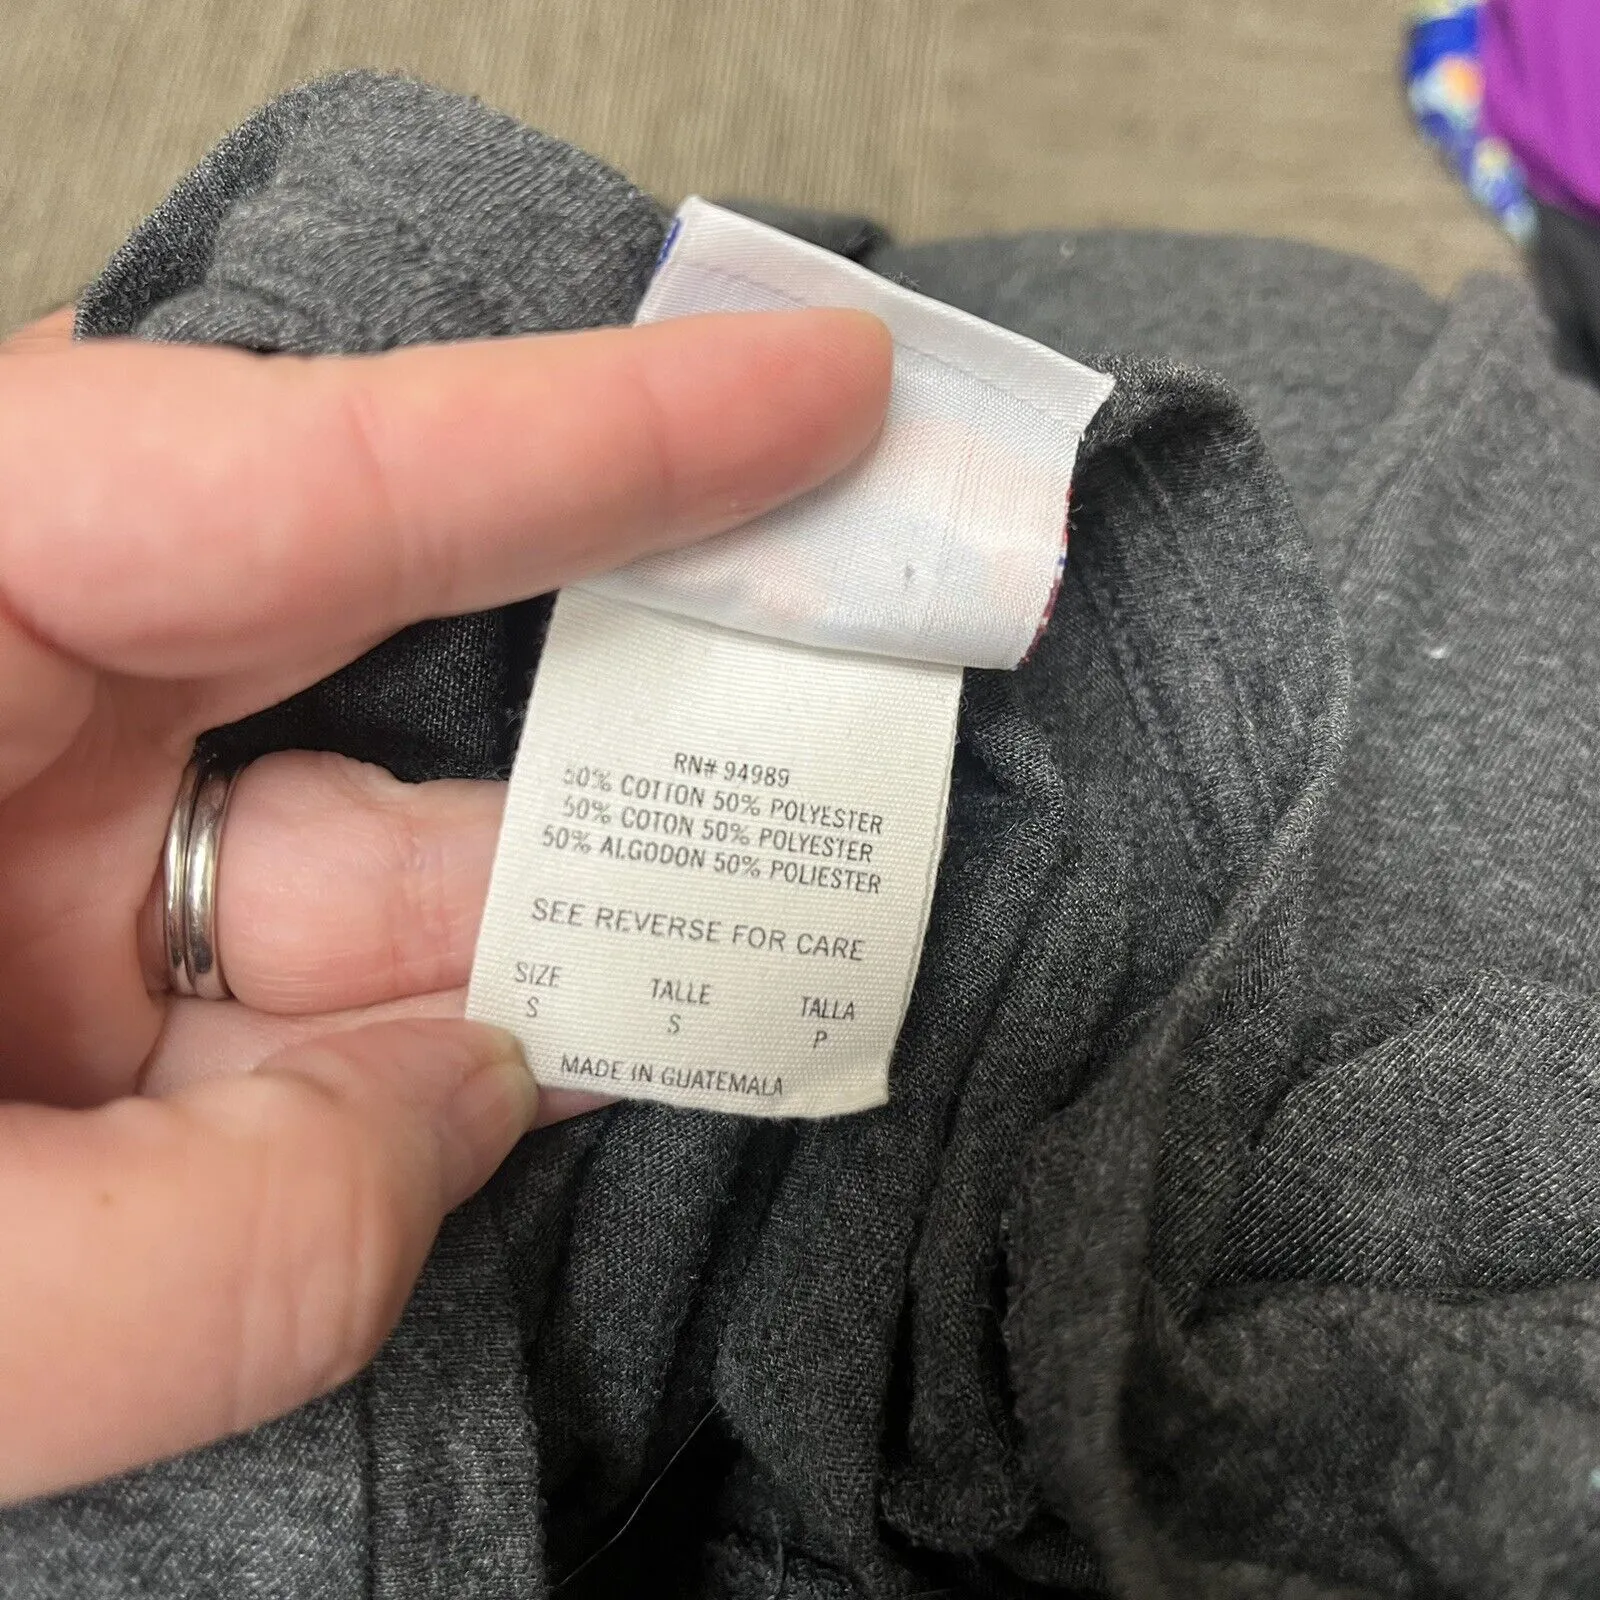 RN# 94989
50% COTTON 50% POLYESTER
50% COTON 50% POLYESTER
50% ALGODON 50% POLIESTER
SEE REVERSE FOR CARE
SIZE TALLE TALLA
S S P
MADE IN GUATEMALA